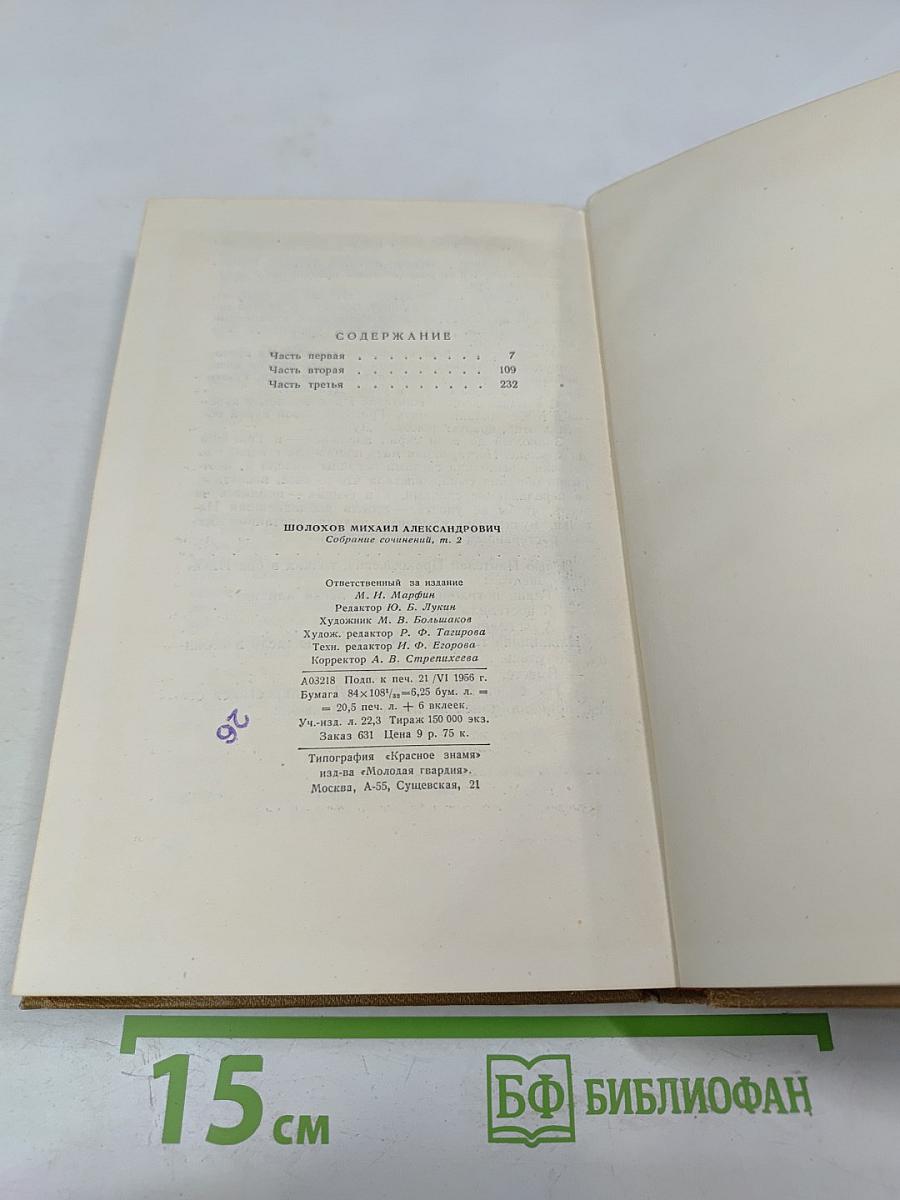 СОДЕРЖАНИЕ
Часть первая . . . . . . . . . 7
Часть вторая . . . . . . . . . 109
Часть третья . . . . . . . . . 232
ШОЛОХОВ МИХАИЛ АЛЕКСАНДРОВИЧ
Собрание сочинений, т. 2
Ответственный за издание
М. И. Марфин
Редактор Ю. Б. Лукин
Художник М. В. Большаков
Худож. редактор Р. Ф. Тагирова
Техн. редактор И. Ф. Егорова
Корректор А. В. Стрепихеева
А03218 Подп. к печ. 21/VI 1956 г.
Бумага 84×108¹/₃₂=6,25 бум. л. =
= 20,5 печ. л. + 6 вклеек.
Уч.-изд. л. 22,3 Тираж 150 000 экз.
Заказ 631 Цена 9 р. 75 к.
Типография «Красное знамя»
изд-ва «Молодая гвардия».
Москва, А-55, Сущевская, 21
26
15 см
БФ БИБЛИОФАН